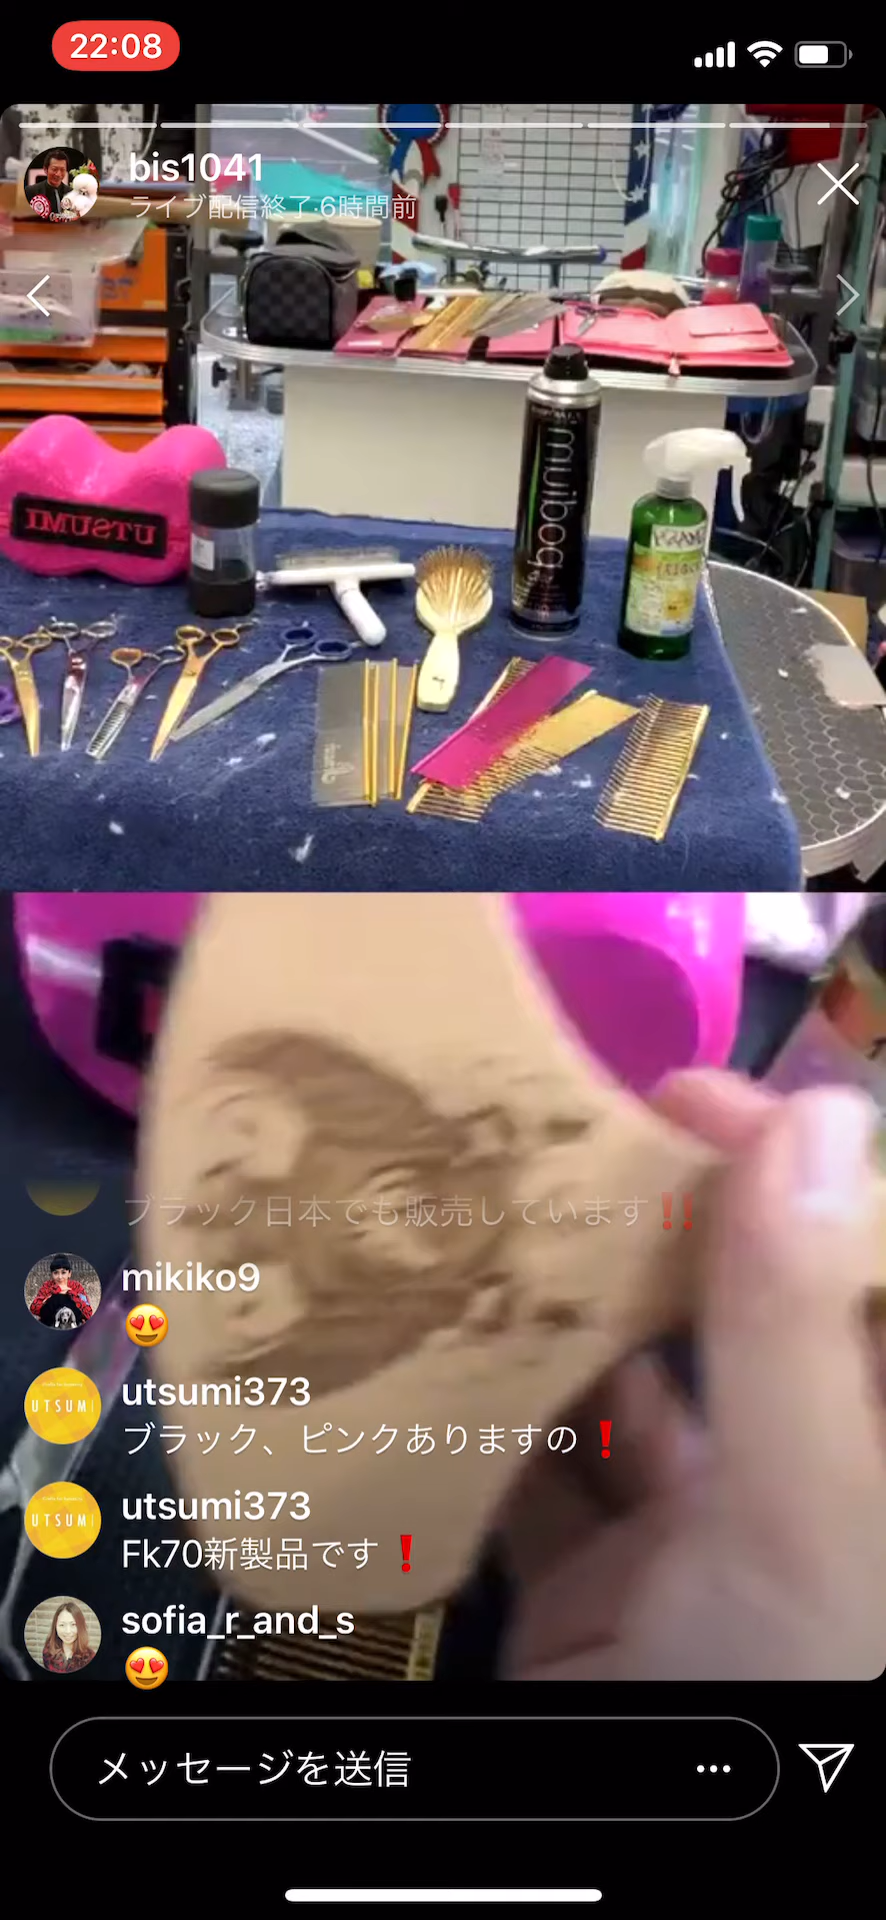 22:08
bis1041
ライブ配信終了·6時間前
UTSUMI
ブラック日本でも販売しています‼️
mikiko9
😍
utsumi373
ブラック、ピンクありますの❗
UTSUMI
utsumi373
Fk70新製品です❗
UTSUMI
sofia_r_and_s
😍
メッセージを送信